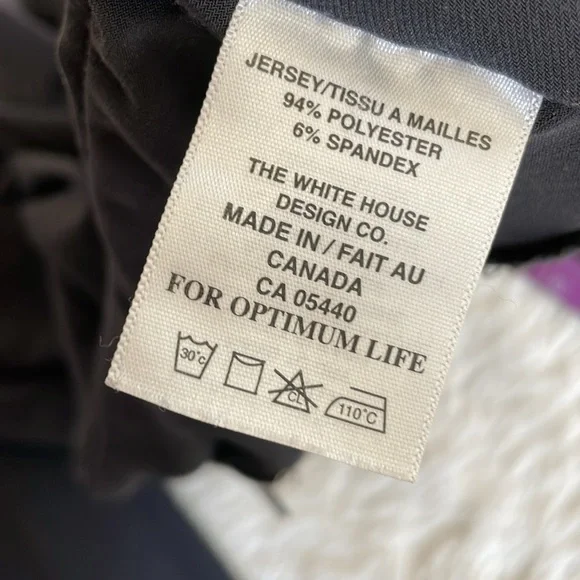 JERSEY/TISSU A MAILLES
94% POLYESTER
6% SPANDEX
THE WHITE HOUSE
DESIGN CO.
MADE IN / FAIT AU
CANADA
CA 05440
FOR OPTIMUM LIFE
30°C CL 110°C